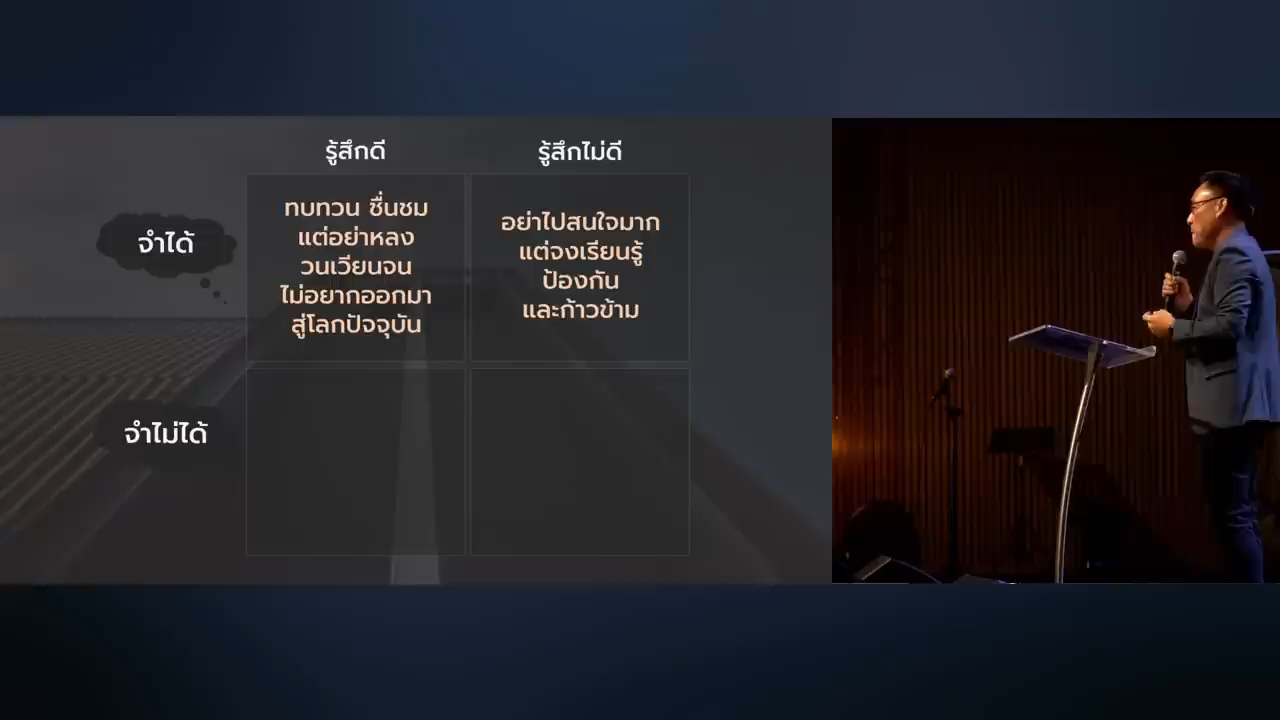 รู้สึกดี
รู้สึกไม่ดี
จำได้
ทบทวน ชื่นชม
แต่อย่าหลง
วนเวียนจน
ไม่อยากออกมา
สู่โลกปัจจุบัน
อย่าไปสนใจมาก
แต่จงเรียนรู้
ป้องกัน
และก้าวข้าม
จำไม่ได้